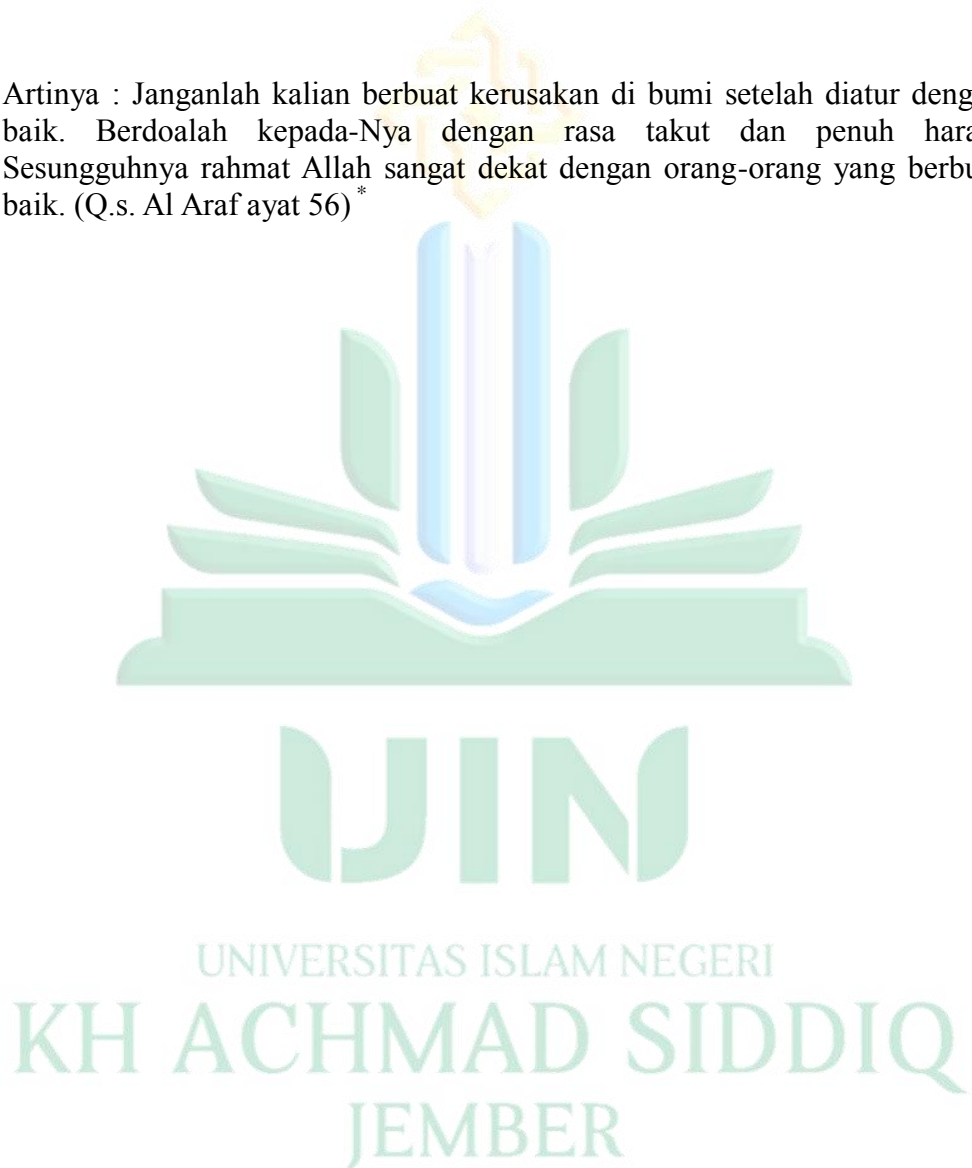 Artinya : Janganlah kalian berbuat kerusakan di bumi setelah diatur deng
baik. Berdoalah kepada-Nya dengan rasa takut dan penuh hara
Sesungguhnya rahmat Allah sangat dekat dengan orang-orang yang berbu
baik. (Q.s. Al Araf ayat 56) *
UIN
UNIVERSITAS ISLAM NEGERI
KH ACHMAD SIDDIQ
JEMBER